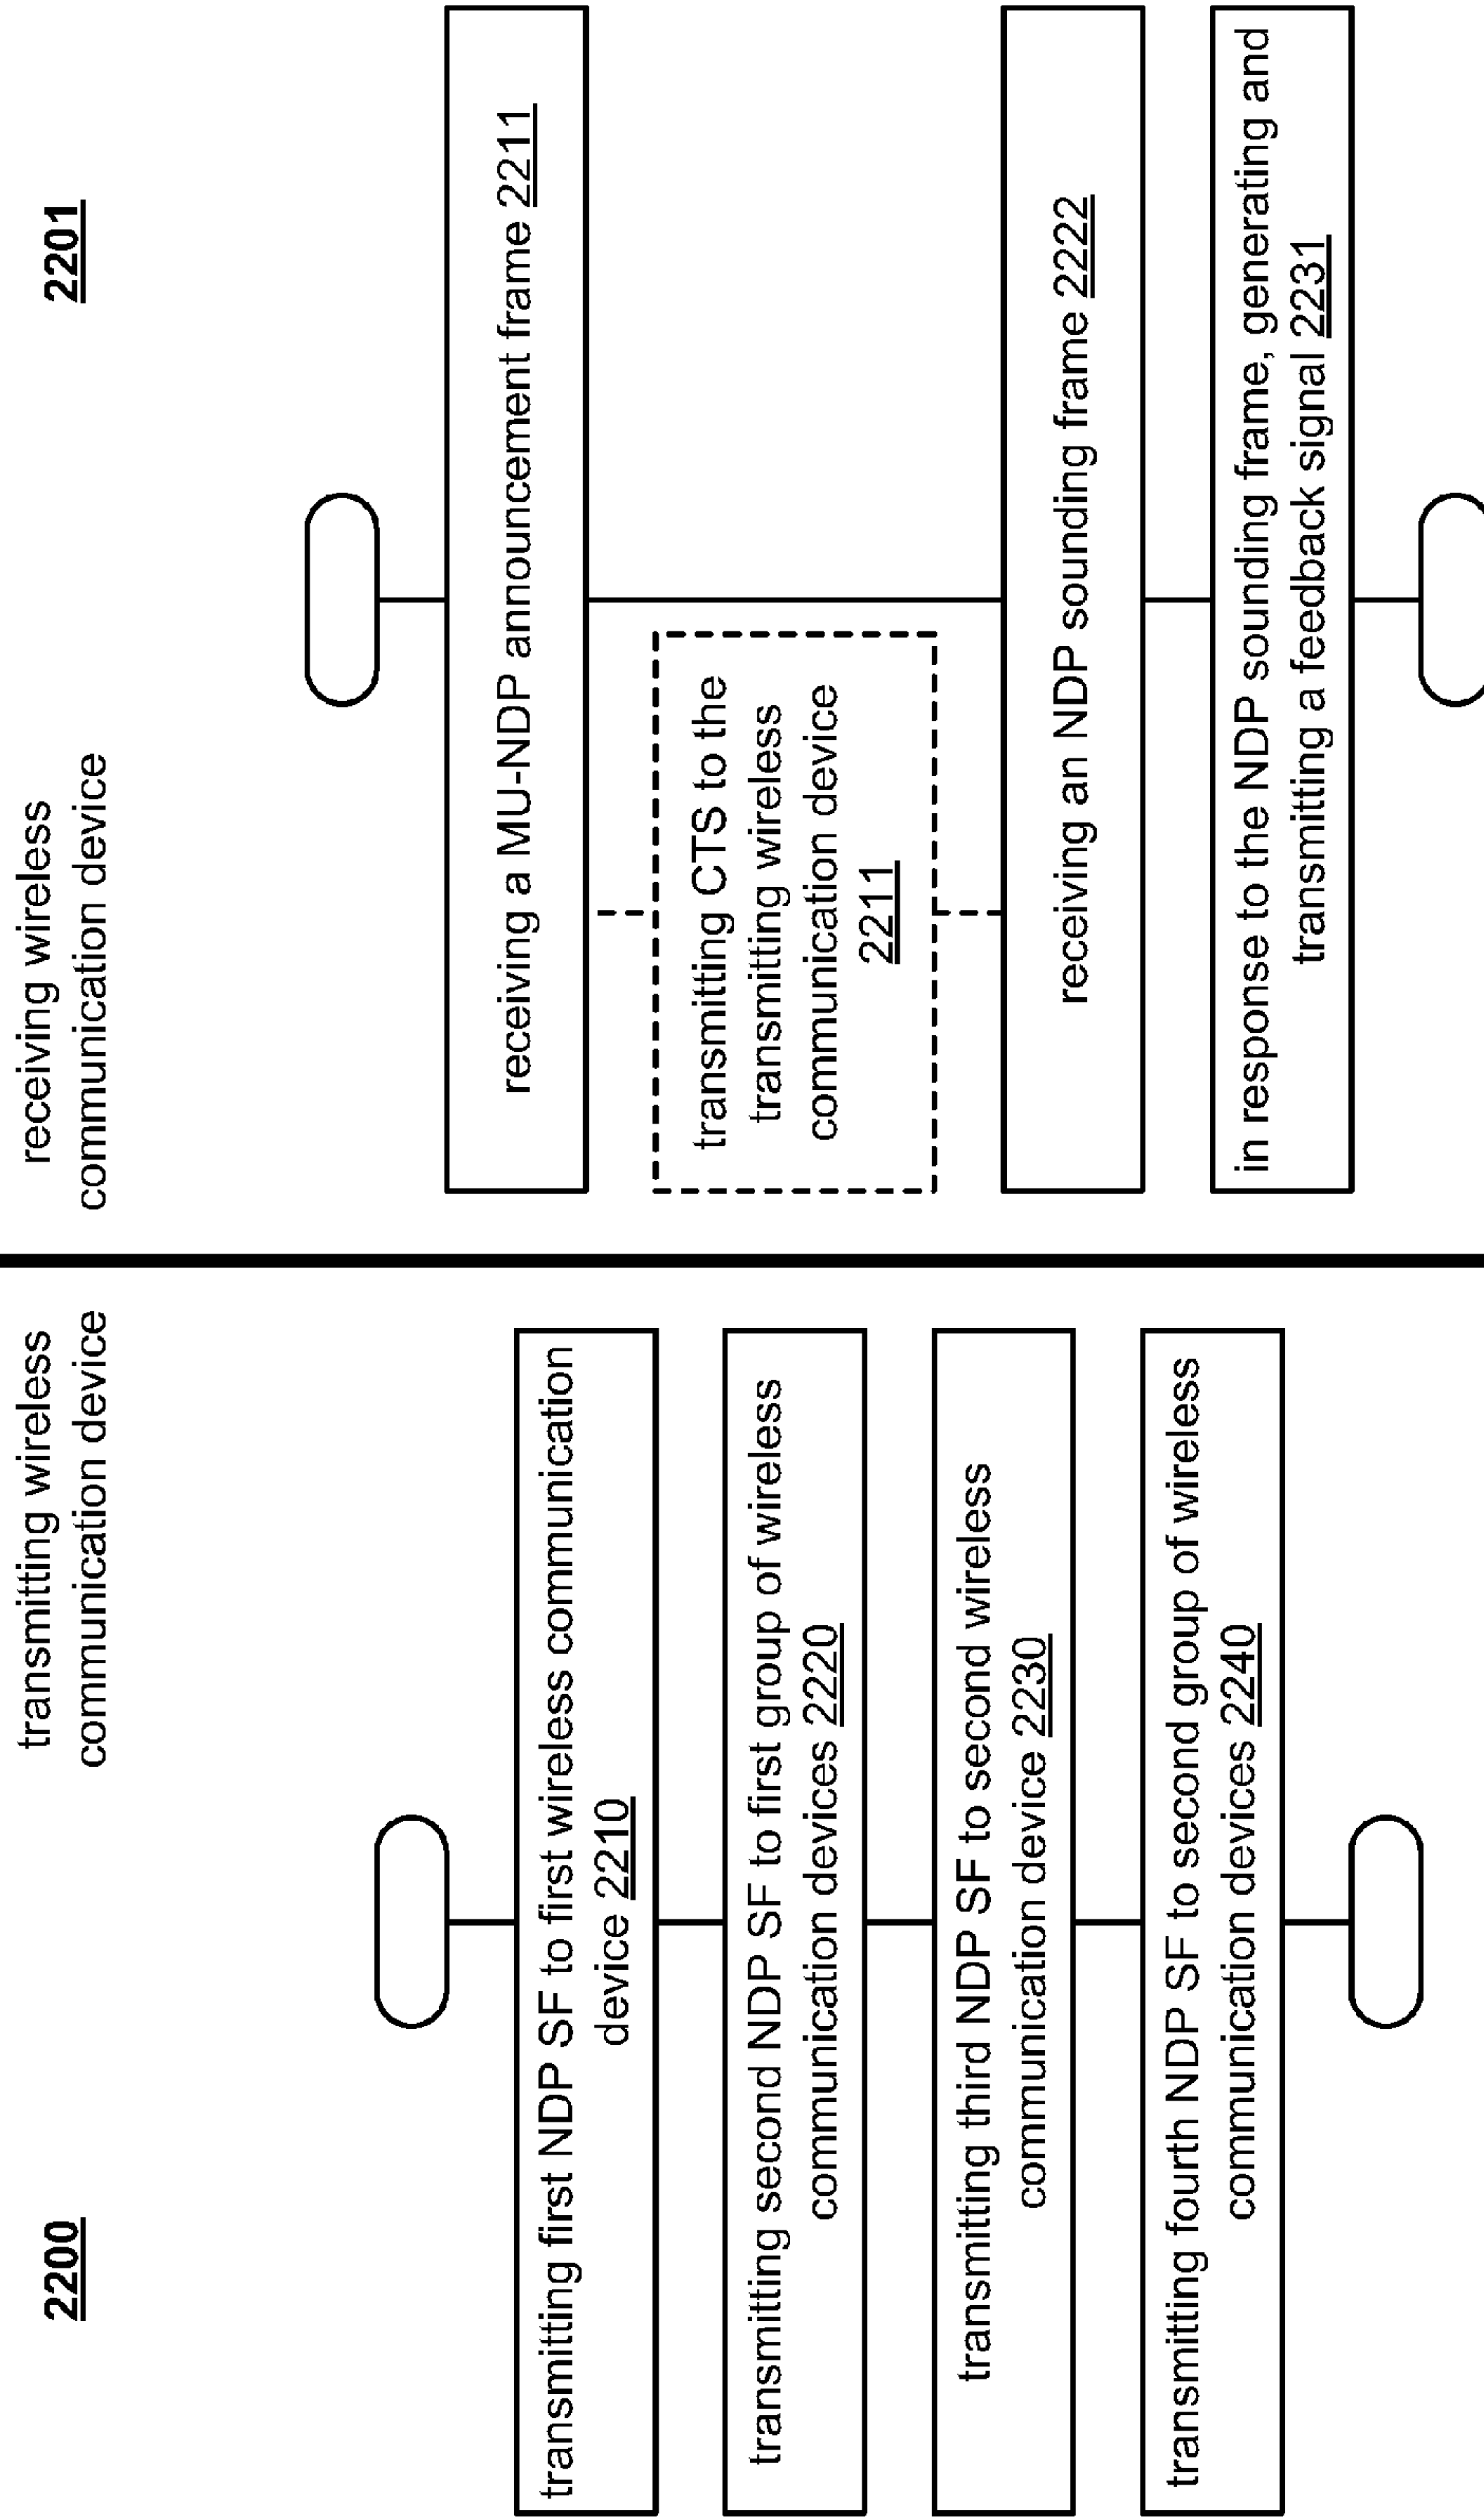 2200
transmitting wireless
communication device
transmitting first NDP SF to first wireless communication
device 2210
transmitting second NDP SF to first group of wireless
communication devices 2220
transmitting third NDP SF to second wireless
communication device 2230
transmitting fourth NDP SF to second group of wireless
communication devices 2240
receiving wireless
communication device
2201
receiving a MU-NDP announcement frame 2211
transmitting CTS to the
transmitting wireless
communication device
2211
receiving an NDP sounding frame 2222
in response to the NDP sounding frame, generating and
transmitting a feedback signal 2231